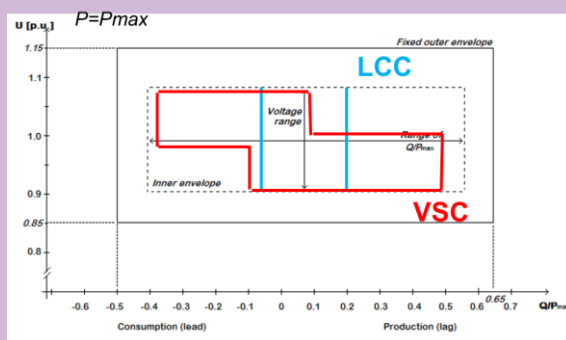 P=Pmax
U [p.u.]
1.15
Fixed outer envelope
LCC
1.1
Voltage
range
1.0
Range of
Q/Pmax
Inner envelope
0.9
VSC
0.85
0.8
-0.6 -0.5 -0.4 -0.3 -0.2 -0.1 0 0.1 0.2 0.3 0.4 0.5 0.6 0.65 0.7 Q/Pmax
Consumption (lead) Production (lag)